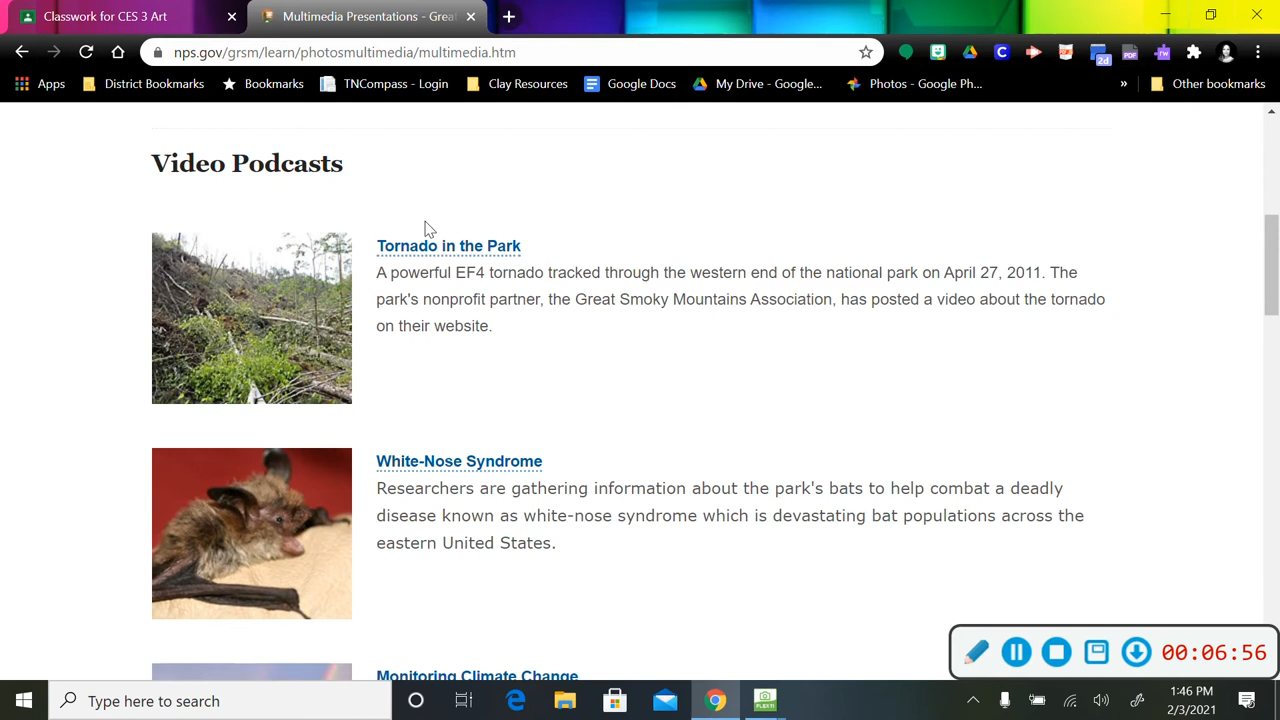 Classwork for CES 3 Art
Multimedia Presentations - Grea
nps.gov/grsm/learn/photosmultimedia/multimedia.htm
2d
PDF
rw
Apps
District Bookmarks
Bookmarks
TNCompass - Login
Clay Resources
Google Docs
My Drive - Google...
Photos - Google Ph...
»
Other bookmarks
Video Podcasts
Tornado in the Park
A powerful EF4 tornado tracked through the western end of the national park on April 27, 2011. The
park's nonprofit partner, the Great Smoky Mountains Association, has posted a video about the tornado
on their website.
White-Nose Syndrome
Researchers are gathering information about the park's bats to help combat a deadly
disease known as white-nose syndrome which is devastating bat populations across the
eastern United States.
Monitoring Climate Change
00:06:56
Type here to search
1:46 PM
2/3/2021